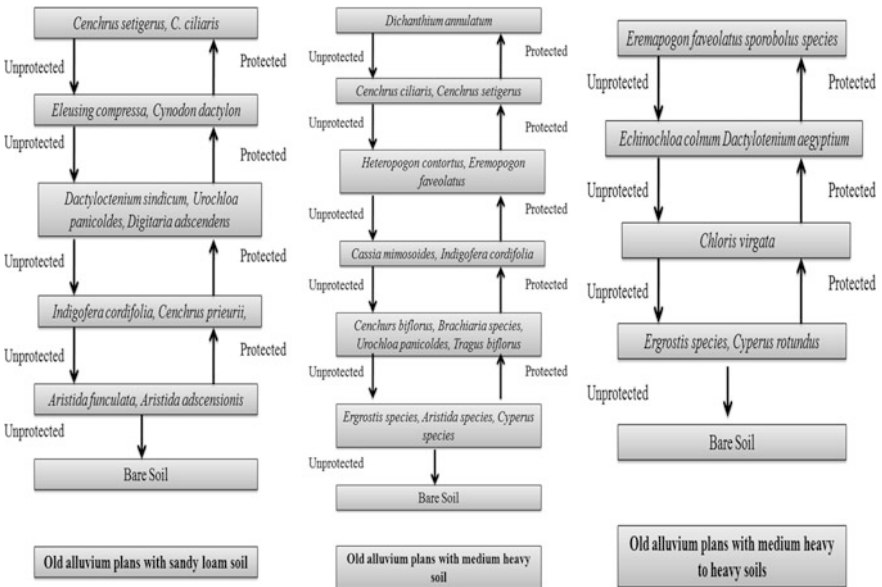 Cenchrus setigerus, C. ciliaris
Unprotected
Protected
Eleusing compressa, Cynodon dactylon
Unprotected
Protected
Dactyloctenium sindicum, Urochloa
panicoldes, Digitaria adscendens
Unprotected
Protected
Indigofera cordifolia, Cenchrus prieurii,
Unprotected
Protected
Aristida funculata, Aristida adscensionis
Unprotected
Bare Soil
Old alluvium plans with sandy loam soil
Dichanthium annulatum
Unprotected
Protected
Cenchrus ciliaris, Cenchrus setigerus
Unprotected
Protected
Heteropogon contortus, Eremopogon
faveolatus
Unprotected
Protected
Cassia mimosoides, Indigofera cordifolia
Unprotected
Protected
Cenchurs biflorus, Brachiaria species,
Urochloa panicoldes, Tragus biflorus
Unprotected
Protected
Ergrostis species, Aristida species, Cyperus
species
Unprotected
Bare Soil
Old alluvium plans with medium heavy
soil
Eremapogon faveolatus sporobolus species
Unprotected
Protected
Echinochloa colnum Dactylotenium aegyptium
Unprotected
Protected
Chloris virgata
Unprotected
Protected
Ergrostis species, Cyperus rotundus
Unprotected
Bare Soil
Old alluvium plans with medium heavy
to heavy soils